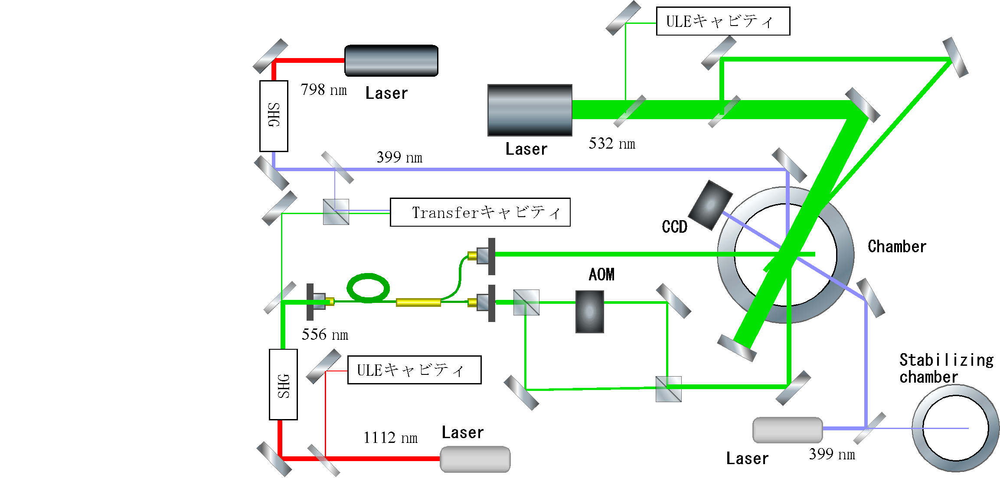 ULEキャビティ
798 nm
Laser
SHG
532 nm
Laser
399 nm
Transferキャビティ
CCD
Chamber
AOM
556 nm
ULEキャビティ
SHG
1112 nm
Laser
Stabilizing
chamber
Laser
399 nm